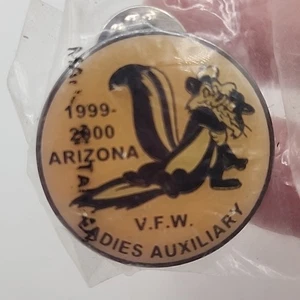 1999-
2000
ARIZONA
V.F.W.
LADIES AUXILIARY